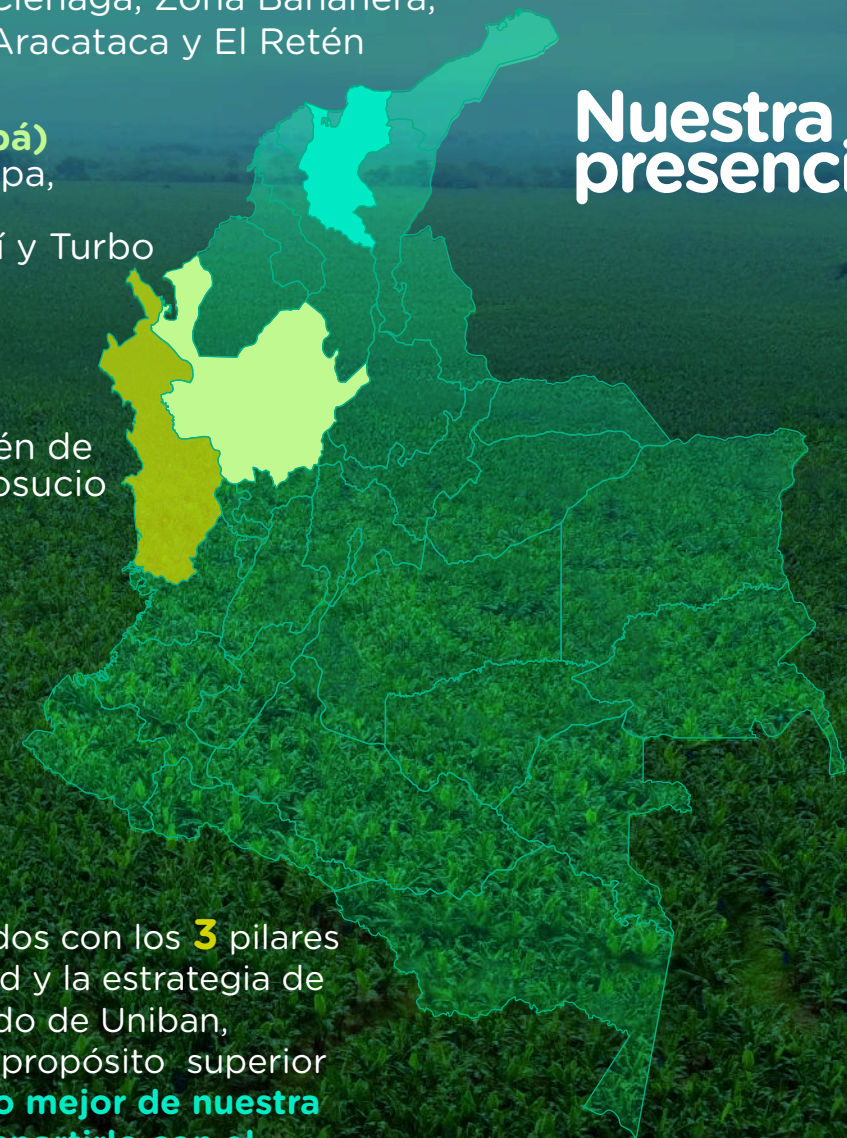 Ciénaga, Zona Bananera,
Aracataca y El Retén
Nuestra
presenci
bá)
pa,
í y Turbo
én de
osucio
dos con los 3 pilares
d y la estrategia de
do de Uniban,
propósito superior
o mejor de nuestra